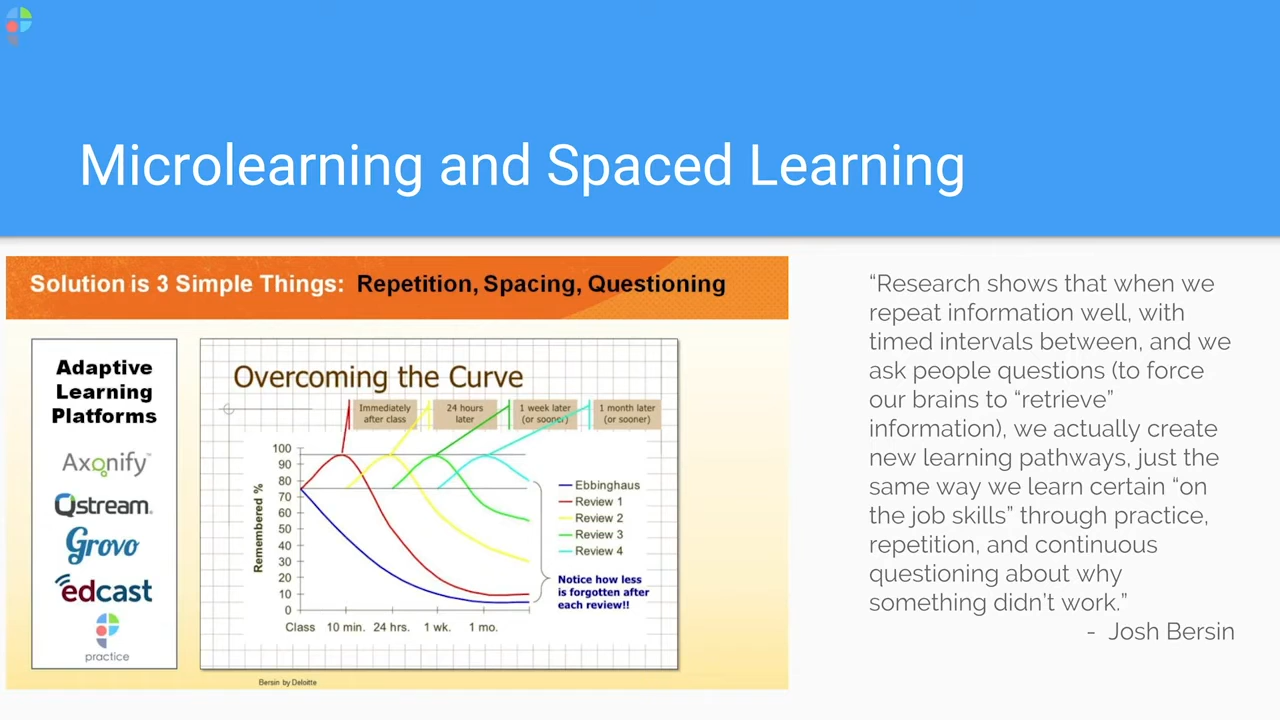 Microlearning and Spaced Learning
Solution is 3 Simple Things: Repetition, Spacing, Questioning
Adaptive
Learning
Platforms
Axonify™
Qstream.
Grovo
edcast
practice
Overcoming the Curve
Immediately
after class
24 hours
later
1 week later
(or sooner)
1 month later
(or sooner)
Remembered %
100
90
80
70
60
50
40
30
20
10
0
Class 10 min. 24 hrs. 1 wk. 1 mo.
Ebbinghaus
Review 1
Review 2
Review 3
Review 4
Notice how less
is forgotten after
each review!!
Bersin by Deloitte
“Research shows that when we
repeat information well, with
timed intervals between, and we
ask people questions (to force
our brains to “retrieve”
information), we actually create
new learning pathways, just the
same way we learn certain “on
the job skills” through practice,
repetition, and continuous
questioning about why
something didn’t work.”
- Josh Bersin